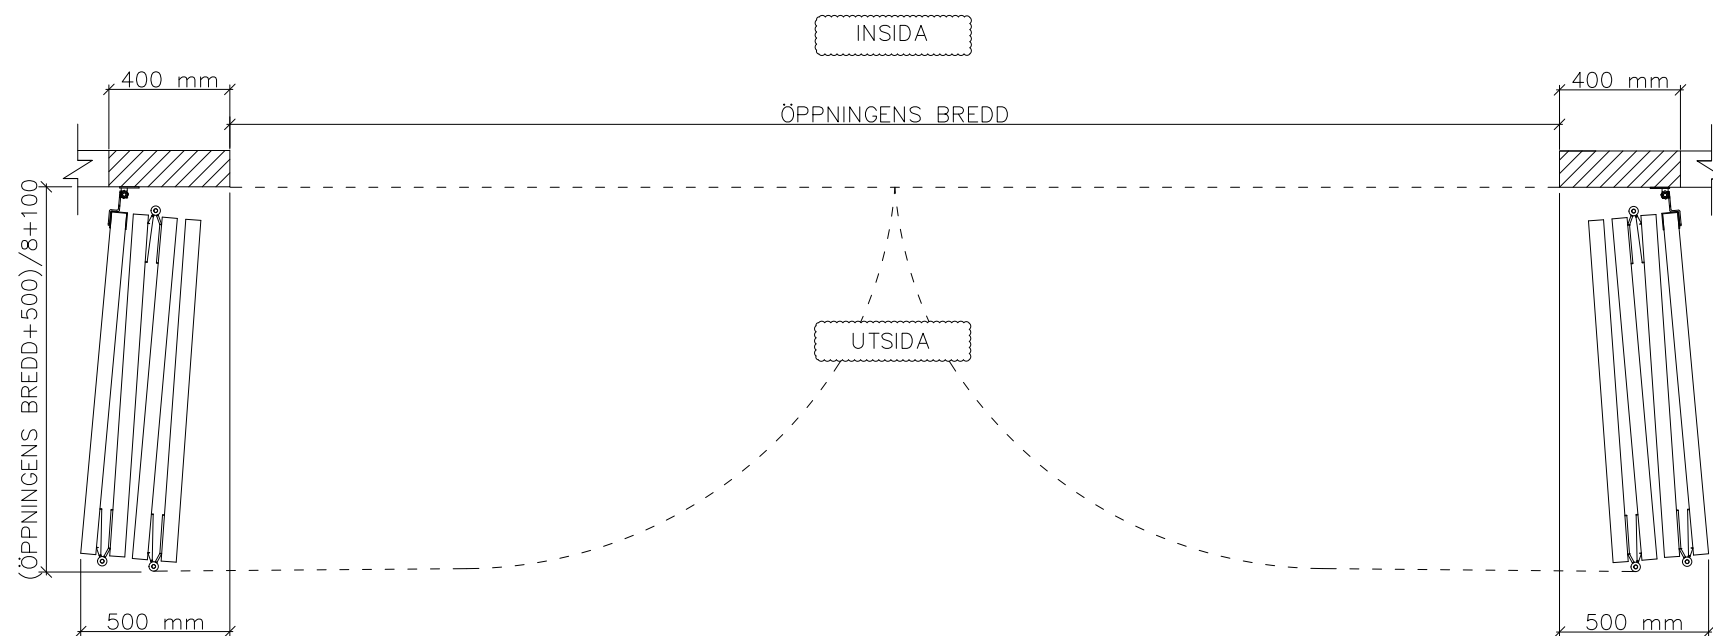 INSIDA
400 mm
400 mm
ÖPPNINGENS BREDD
(ÖPPNINGENS BREDD+500)/8+100
UTSIDA
500 mm
500 mm